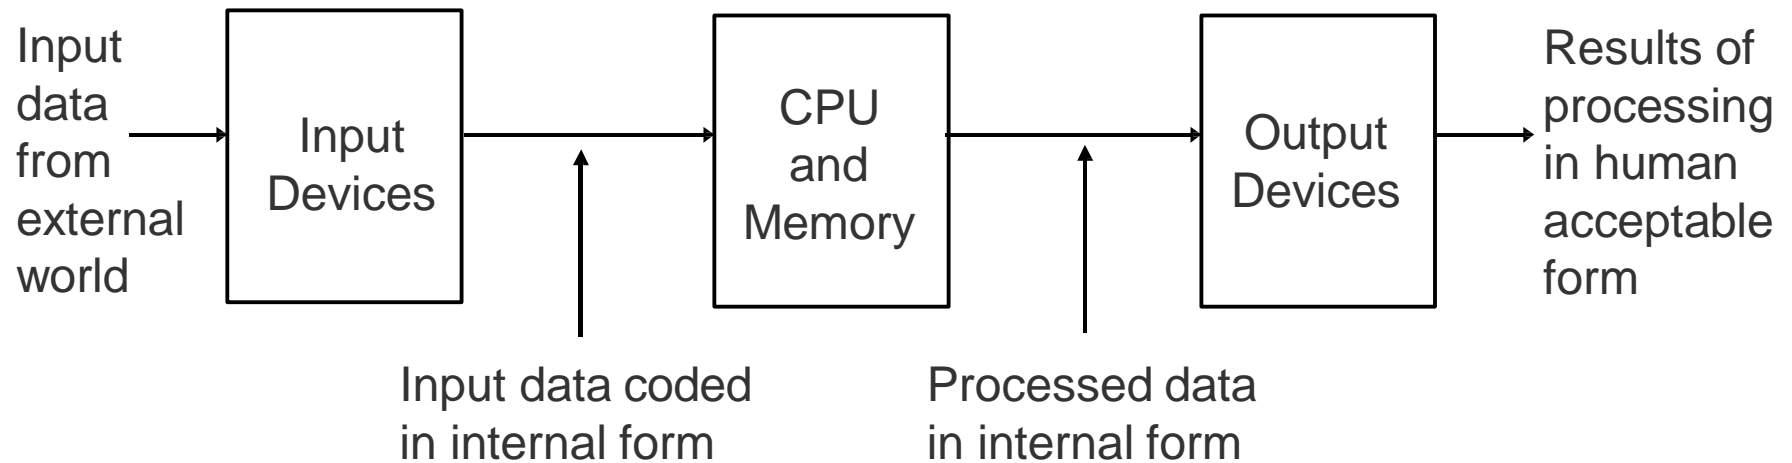 Input
data
from
external
world
Input
Devices
CPU
and
Memory
Output
Devices
Results of
processing
in human
acceptable
form
Input data coded
in internal form
Processed data
in internal form